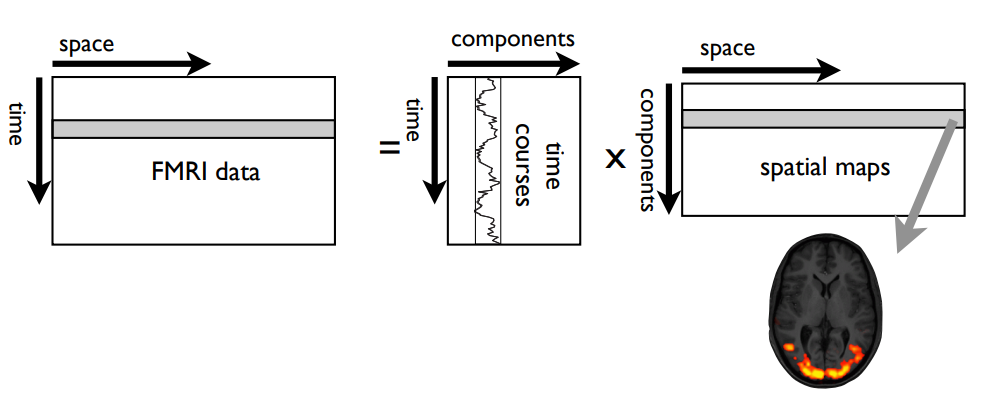 space
time
FMRI data
=
components
time
time
courses
x
space
components
spatial maps